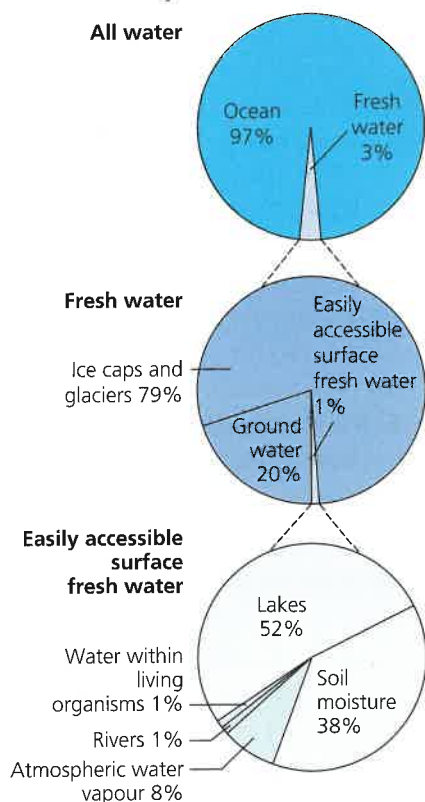 All water
Ocean
97%
Fresh
water
3%
Fresh water
Ice caps and
glaciers 79%
Easily
accessible
surface
fresh water
1%
Ground
water
20%
Easily accessible
surface
fresh water
Lakes
52%
Soil
moisture
38%
Water within
living
organisms 1%
Rivers 1%
Atmospheric water
vapour 8%